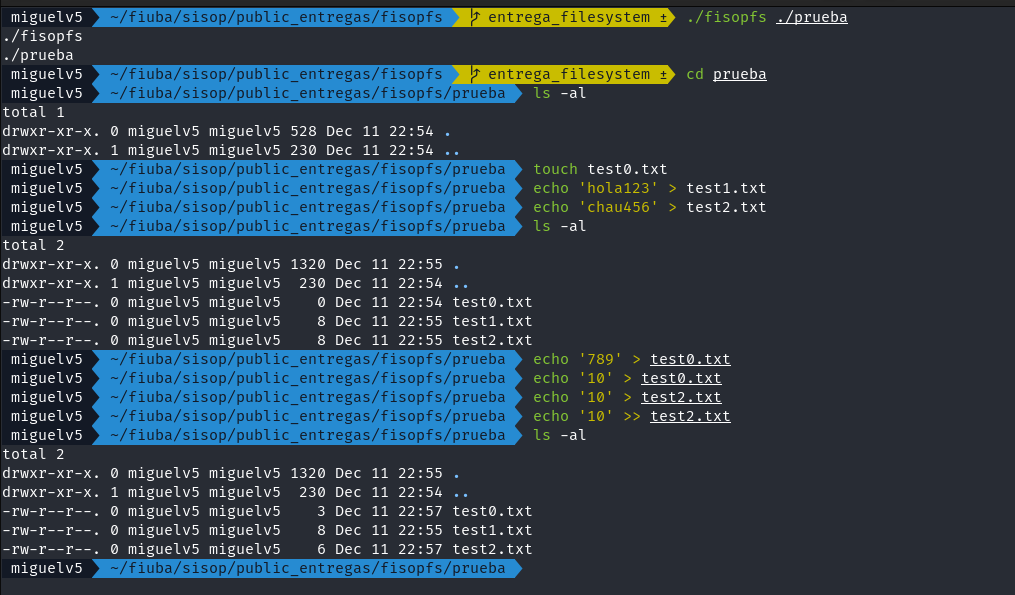 miguelv5 ~/fiuba/sisop/public_entregas/fisopfs entrega_filesystem ± ./fisopfs ./prueba
./fisopfs
./prueba
miguelv5 ~/fiuba/sisop/public_entregas/fisopfs entrega_filesystem ± cd prueba
miguelv5 ~/fiuba/sisop/public_entregas/fisopfs/prueba ls -al
total 1
drwxr-xr-x. 0 miguelv5 miguelv5 528 Dec 11 22:54 .
drwxr-xr-x. 1 miguelv5 miguelv5 230 Dec 11 22:54 ..
miguelv5 ~/fiuba/sisop/public_entregas/fisopfs/prueba touch test0.txt
miguelv5 ~/fiuba/sisop/public_entregas/fisopfs/prueba echo 'hola123' > test1.txt
miguelv5 ~/fiuba/sisop/public_entregas/fisopfs/prueba echo 'chau456' > test2.txt
miguelv5 ~/fiuba/sisop/public_entregas/fisopfs/prueba ls -al
total 2
drwxr-xr-x. 0 miguelv5 miguelv5 1320 Dec 11 22:55 .
drwxr-xr-x. 1 miguelv5 miguelv5  230 Dec 11 22:54 ..
-rw-r--r--. 0 miguelv5 miguelv5    0 Dec 11 22:54 test0.txt
-rw-r--r--. 0 miguelv5 miguelv5    8 Dec 11 22:55 test1.txt
-rw-r--r--. 0 miguelv5 miguelv5    8 Dec 11 22:55 test2.txt
miguelv5 ~/fiuba/sisop/public_entregas/fisopfs/prueba echo '789' > test0.txt
miguelv5 ~/fiuba/sisop/public_entregas/fisopfs/prueba echo '10' > test0.txt
miguelv5 ~/fiuba/sisop/public_entregas/fisopfs/prueba echo '10' > test2.txt
miguelv5 ~/fiuba/sisop/public_entregas/fisopfs/prueba echo '10' >> test2.txt
miguelv5 ~/fiuba/sisop/public_entregas/fisopfs/prueba ls -al
total 2
drwxr-xr-x. 0 miguelv5 miguelv5 1320 Dec 11 22:55 .
drwxr-xr-x. 1 miguelv5 miguelv5  230 Dec 11 22:54 ..
-rw-r--r--. 0 miguelv5 miguelv5    3 Dec 11 22:57 test0.txt
-rw-r--r--. 0 miguelv5 miguelv5    8 Dec 11 22:55 test1.txt
-rw-r--r--. 0 miguelv5 miguelv5    6 Dec 11 22:57 test2.txt
miguelv5 ~/fiuba/sisop/public_entregas/fisopfs/prueba